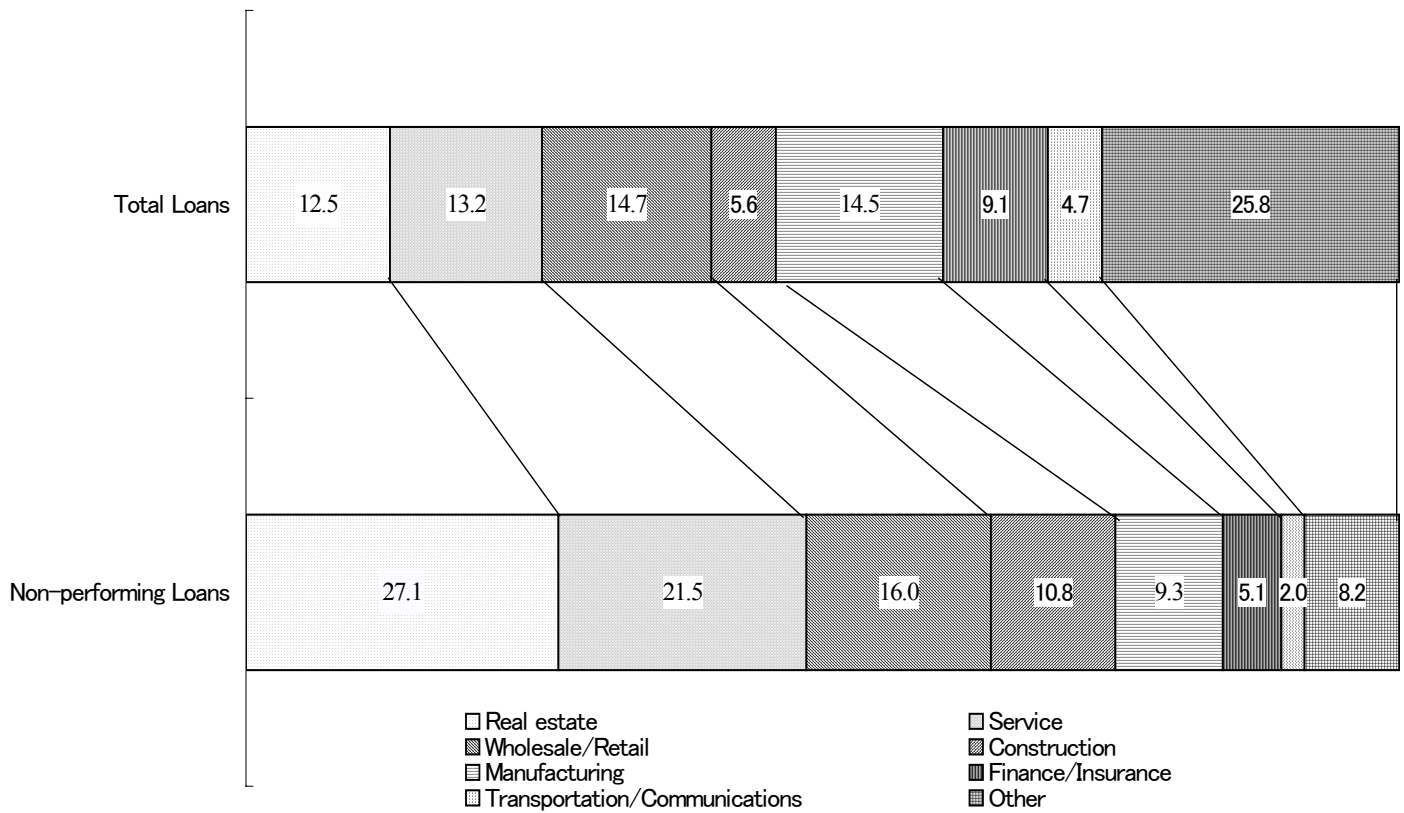 Total Loans 12.5 13.2 14.7 5.6 14.5 9.1 4.7 25.8
Non-performing Loans 27.1 21.5 16.0 10.8 9.3 5.1 2.0 8.2
Real estate Service
Wholesale/Retail Construction
Manufacturing Finance/Insurance
Transportation/Communications Other